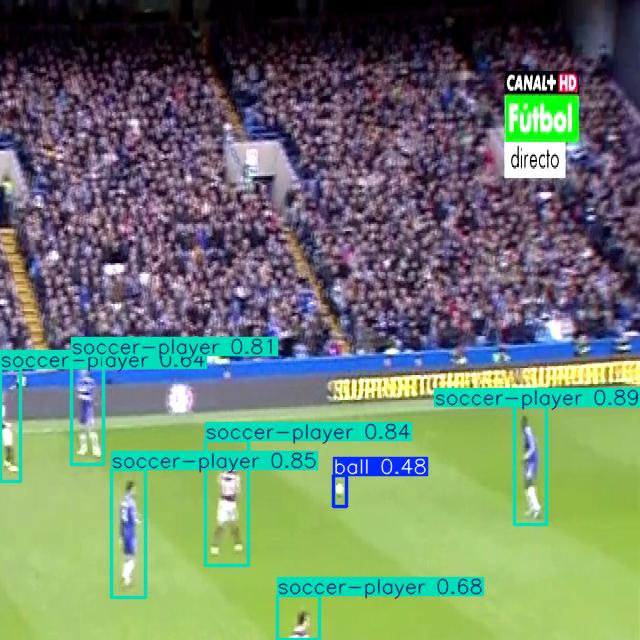 CANAL+ HD
Fútbol
directo
soccer-player 0.81
soccer-player 0.64
soccer-player 0.89
soccer-player 0.84
soccer-player 0.85
ball 0.48
soccer-player 0.68